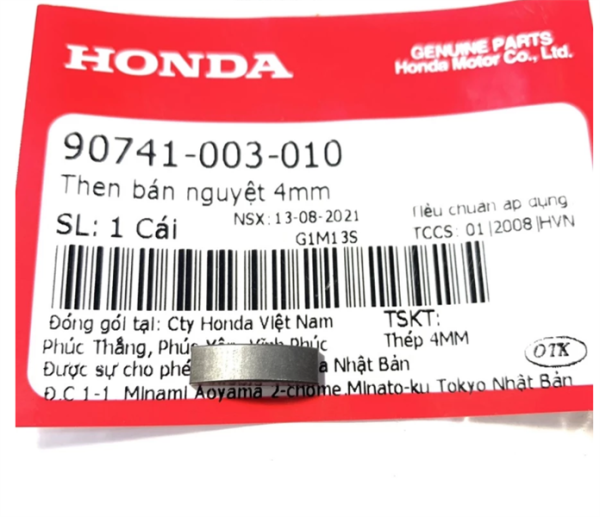 HONDA
GENUINE PARTS
Honda Motor Co., Ltd.
90741-003-010
Then bán nguyệt 4mm
SL: 1 Cái
NSX: 13-08-2021
G1M13S
Tiêu chuẩn áp dụng
TCCS: 01|2008|HVN
Đóng gói tại: Cty Honda Việt Nam
TSKT:
Phúc Thắng, Phúc
Phúc
Thép 4MM
Được sự cho
Nhật Bản
OTK
Đ.C 1-1 Minami Aoyama 2-chome Minato-ku Tokyo Nhật Bản